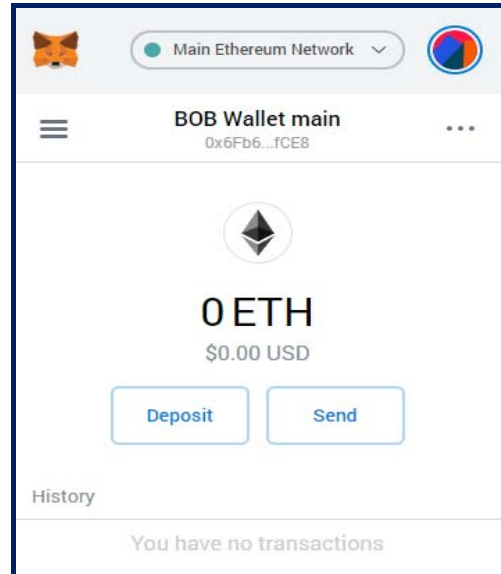 Main Ethereum Network
BOB Wallet main
0x6Fb6...fCE8
0 ETH
$0.00 USD
Deposit Send
History
You have no transactions